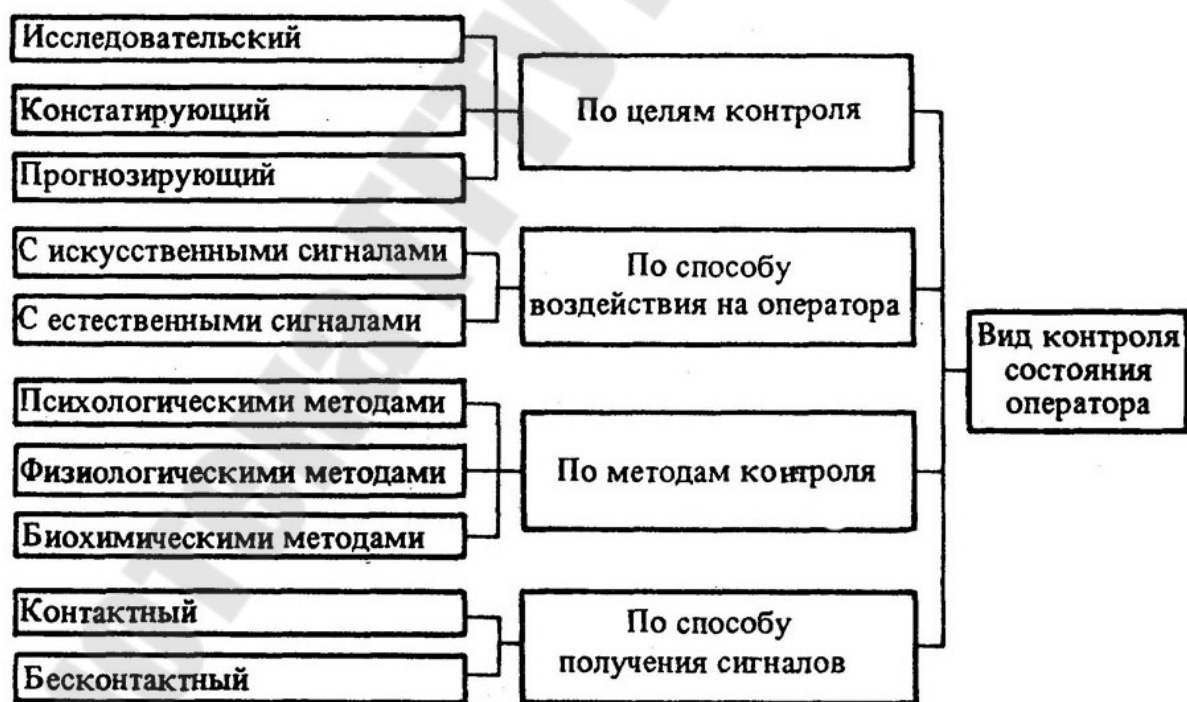 Исследовательский
Констатирующий
Прогнозирующий
По целям контроля
С искусственными сигналами
С естественными сигналами
По способу
воздействия на оператора
Психологическими методами
Физиологическими методами
Биохимическими методами
По методам контроля
Контактный
Бесконтактный
По способу
получения сигналов
Вид контроля
состояния
оператора